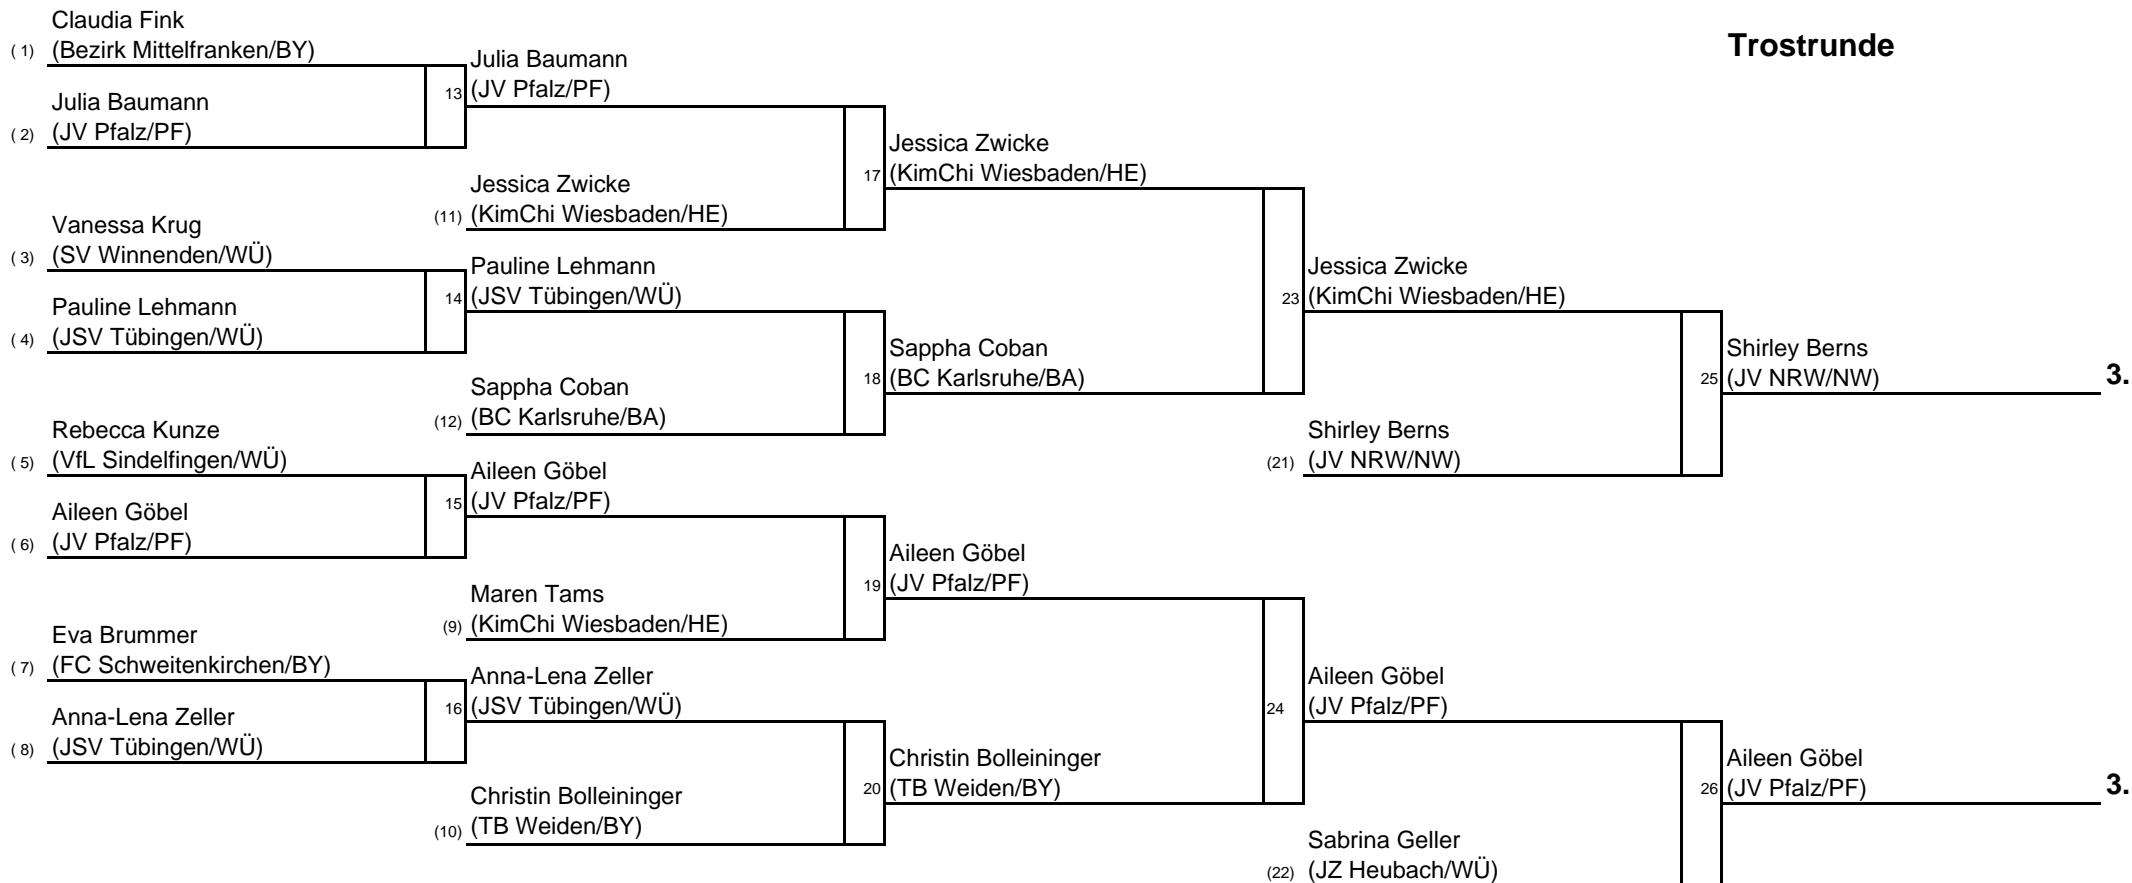 Trostrunde
Claudia Fink
( 1) (Bezirk Mittelfranken/BY)
Julia Baumann
( 2) (JV Pfalz/PF)
Vanessa Krug
( 3) (SV Winnenden/WÜ)
Pauline Lehmann
( 4) (JSV Tübingen/WÜ)
Rebecca Kunze
( 5) (VfL Sindelfingen/WÜ)
Aileen Göbel
( 6) (JV Pfalz/PF)
Eva Brummer
( 7) (FC Schweitenkirchen/BY)
Anna-Lena Zeller
( 8) (JSV Tübingen/WÜ)
Julia Baumann
13 (JV Pfalz/PF)
Jessica Zwicke
(11) (KimChi Wiesbaden/HE)
Pauline Lehmann
14 (JSV Tübingen/WÜ)
Sappha Coban
(12) (BC Karlsruhe/BA)
Aileen Göbel
15 (JV Pfalz/PF)
Maren Tams
(9) (KimChi Wiesbaden/HE)
Anna-Lena Zeller
16 (JSV Tübingen/WÜ)
Christin Bolleininger
(10) (TB Weiden/BY)
Jessica Zwicke
17 (KimChi Wiesbaden/HE)
Sappha Coban
18 (BC Karlsruhe/BA)
Aileen Göbel
19 (JV Pfalz/PF)
Christin Bolleininger
20 (TB Weiden/BY)
Jessica Zwicke
23 (KimChi Wiesbaden/HE)
Shirley Berns
(21) (JV NRW/NW)
Aileen Göbel
24 (JV Pfalz/PF)
Sabrina Geller
(22) (JZ Heubach/WÜ)
Shirley Berns
25 (JV NRW/NW) 3.
Aileen Göbel
26 (JV Pfalz/PF) 3.